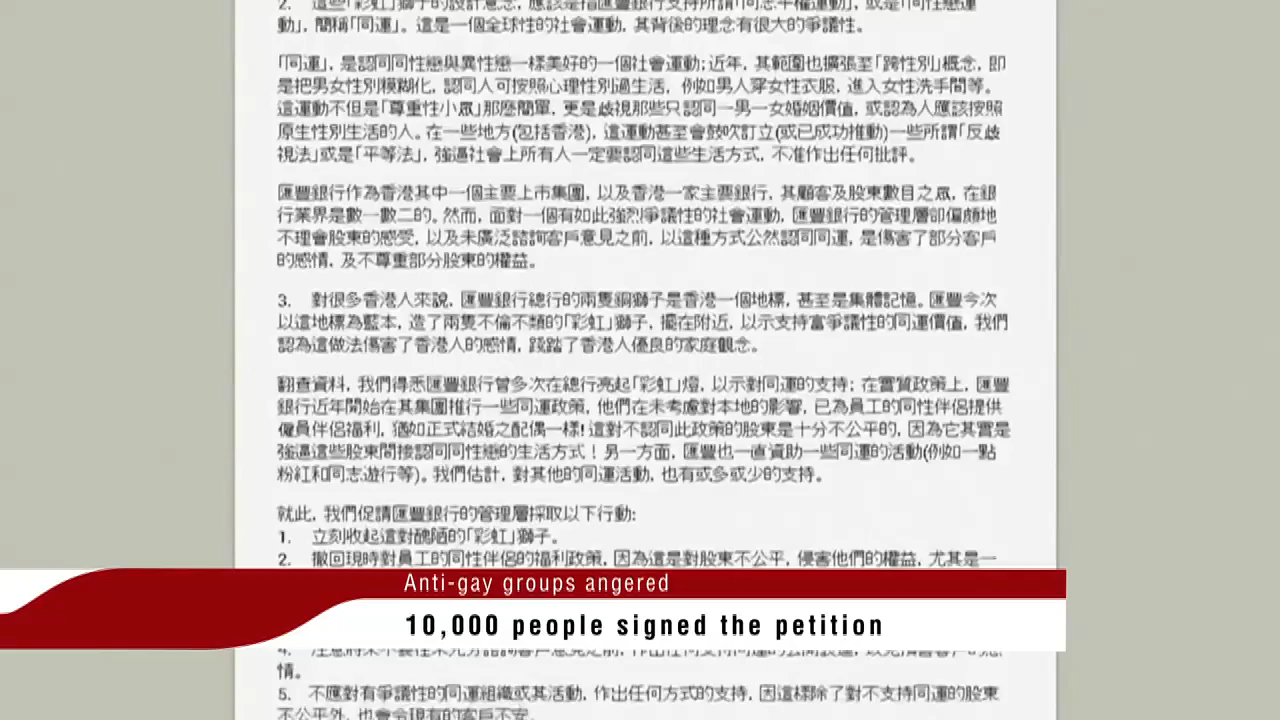 2. 這些「彩虹」獅子的設計意念，應該是指匯豐銀行支持所謂「同志平權運動」，或是「同性戀運
動」，簡稱「同運」。這是一個全球性的社會運動，其背後的理念有很大的爭議性。
「同運」，是認同同性戀與異性戀一樣美好的一個社會運動；近年，其範圍也擴張至「跨性別」概念，即
是把男女性別模糊化，認同人可按照心理性別過生活，例如男人穿女性衣服，進入女性洗手間等。
這運動不但是「尊重性小眾」那麼簡單，更是歧視那些只認同一男一女婚姻價值，或認為人應該按照
原生性別生活的人。在一些地方(包括香港)，這運動甚至會鼓吹訂立(或已成功推動)一些所謂「反歧
視法」或是「平等法」，強逼社會上所有人一定要認同這些生活方式，不准作出任何批評。
匯豐銀行作為香港其中一個主要上市集團，以及香港一家主要銀行，其顧客及股東數目之眾，在銀
行業界是數一數二的。然而，面對一個有如此強烈爭議性的社會運動，匯豐銀行的管理層卻偏頗地
不理會股東的感受，以及未廣泛諮詢客戶意見之前，以這種方式公然認同同運，是傷害了部分客戶
的感情，及不尊重部分股東的權益。
3. 對很多香港人來說，匯豐銀行總行的兩隻銅獅子是香港一個地標，甚至是集體記憶。匯豐今次
以這地標為藍本，造了兩隻不倫不類的「彩虹」獅子，擺在附近，以示支持富爭議性的同運價值，我們
認為這做法傷害了香港人的感情，踐踏了香港人優良的家庭觀念。
翻查資料，我們得悉匯豐銀行曾多次在總行亮起「彩虹」燈，以示對同運的支持；在實質政策上，匯豐
銀行近年開始在其集團推行一些同運政策，他們在未考慮對本地的影響，已為員工的同性伴侶提供
僱員伴侶福利，猶如正式結婚之配偶一樣！這對不認同此政策的股東是十分不公平的，因為它其實是
強逼這些股東間接認同同性戀的生活方式！另一方面，匯豐也一直資助一些同運的活動(例如一點
粉紅和同志遊行等)。我們估計，對其他的同運活動，也有或多或少的支持。
就此，我們促請匯豐銀行的管理層採取以下行動：
1. 立刻收起這對醜陋的「彩虹」獅子。
2. 撤回現時對員工的同性伴侶的福利政策，因為這是對股東不公平，侵害他們的權益，尤其是一
Anti-gay groups angered
10,000 people signed the petition
情。
5. 不應對有爭議性的同運組織或其活動，作出任何方式的支持，因這樣除了對不支持同運的股東
不公平外，也會令現有的客戶不安。